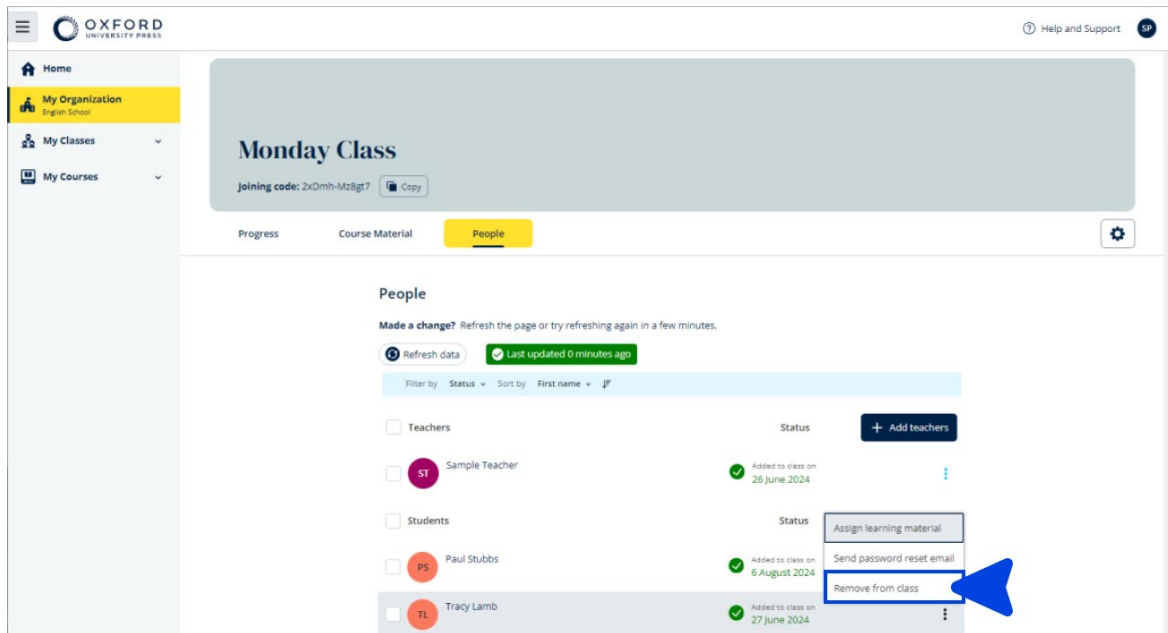 OXFORD
UNIVERSITY PRESS
Help and Support
SP
Home
My Organization
English School
My Classes
My Courses
Monday Class
Joining code: 2xDmh-Mz8gt7 Copy
Progress Course Material People
People
Made a change? Refresh the page or try refreshing again in a few minutes.
Refresh data Last updated 0 minutes ago
Filter by Status Sort by First name
Teachers Status + Add teachers
ST Sample Teacher Added to class on
26 June 2024
Students Status
Assign learning material
Send password reset email
Remove from class
PS Paul Stubbs Added to class on
6 August 2024
TL Tracy Lamb Added to class on
27 June 2024